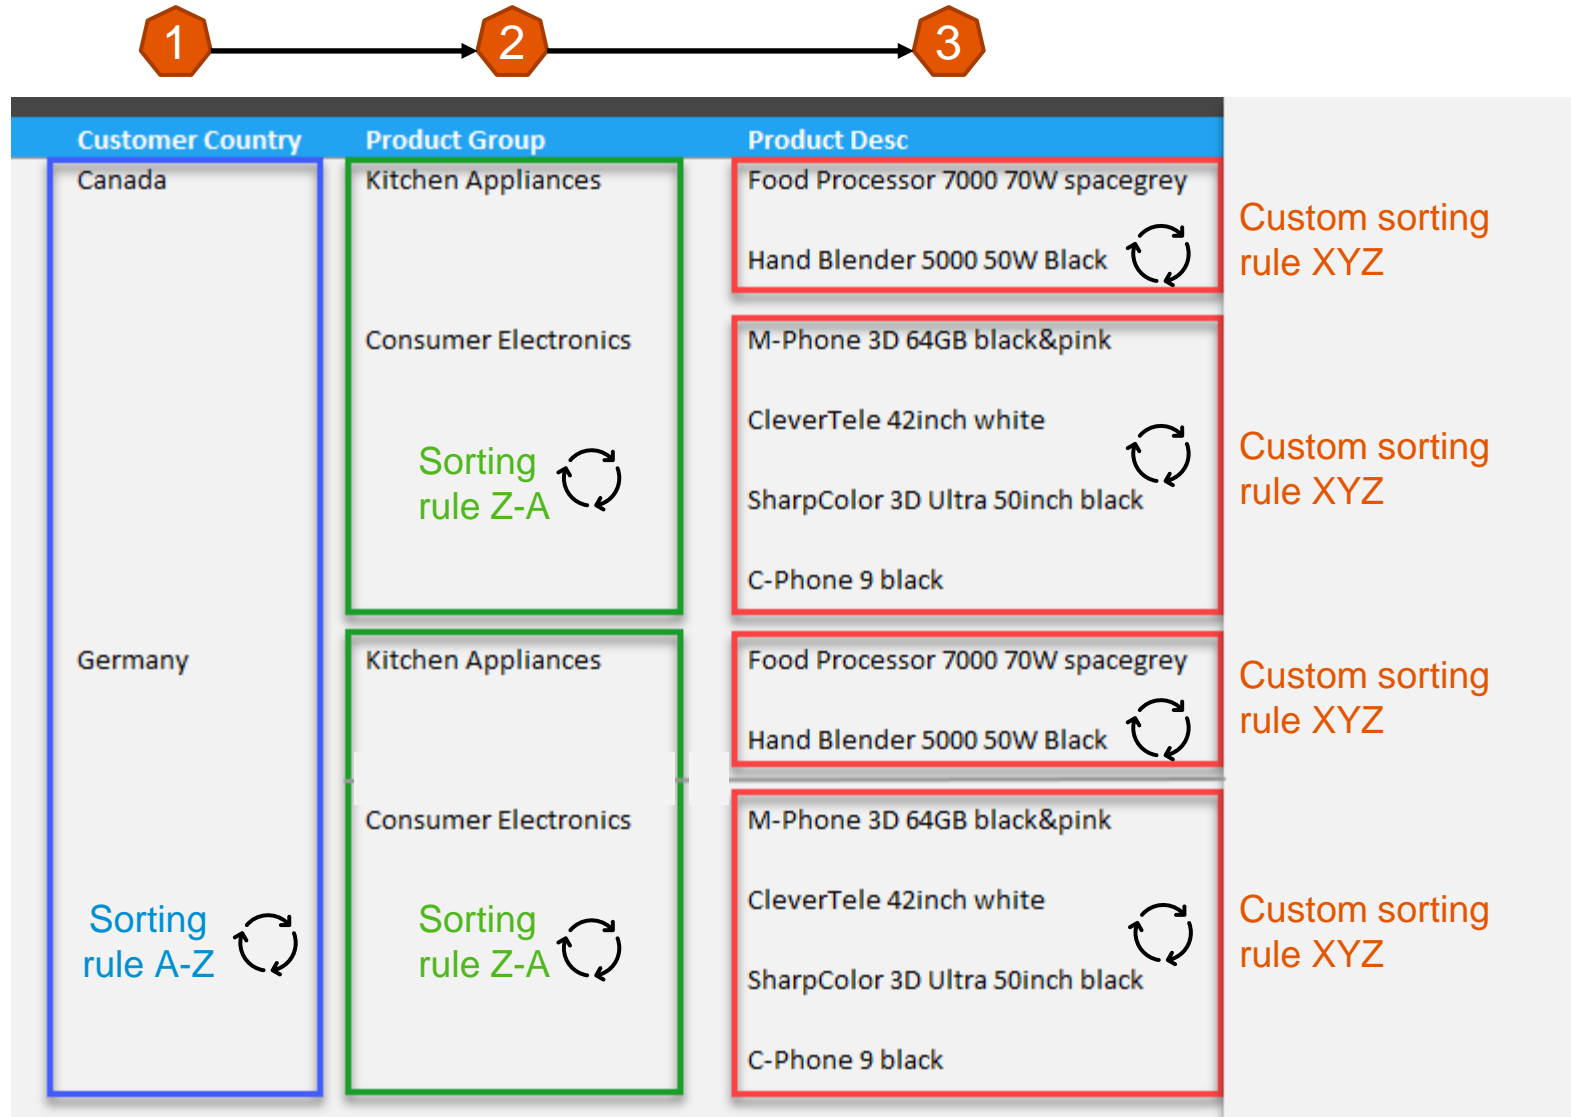 1 2 3
Customer Country Product Group Product Desc
Canada Kitchen Appliances Food Processor 7000 70W spacegrey
Custom sorting
rule XYZ
Hand Blender 5000 50W Black
Consumer Electronics M-Phone 3D 64GB black&pink
CleverTele 42inch white
Sorting
rule Z-A
Custom sorting
rule XYZ
SharpColor 3D Ultra 50inch black
C-Phone 9 black
Germany Kitchen Appliances Food Processor 7000 70W spacegrey
Custom sorting
rule XYZ
Hand Blender 5000 50W Black
Consumer Electronics M-Phone 3D 64GB black&pink
CleverTele 42inch white
Sorting
rule A-Z
Sorting
rule Z-A
Custom sorting
rule XYZ
SharpColor 3D Ultra 50inch black
C-Phone 9 black